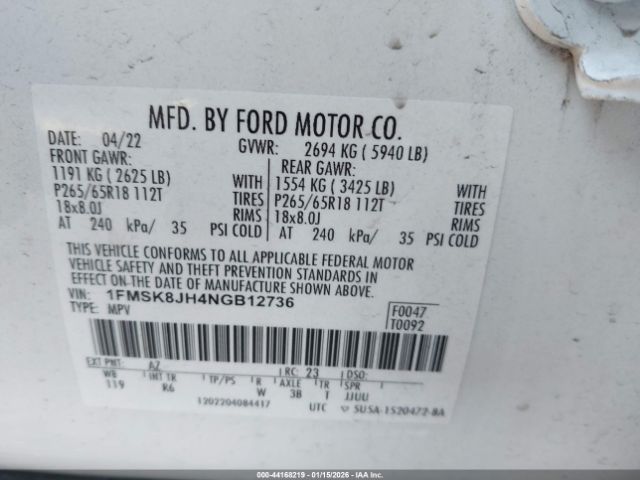 MFD. BY FORD MOTOR CO.
DATE: 04/22 GVWR: 2694 KG ( 5940 LB)
FRONT GAWR: REAR GAWR:
1191 KG ( 2625 LB) WITH 1554 KG ( 3425 LB) WITH
P265/65R18 112T TIRES P265/65R18 112T TIRES
18x8.0J RIMS 18x8.0J RIMS
AT 240 kPa/ 35 PSI COLD AT 240 kPa/ 35 PSI COLD
THIS VEHICLE CONFORMS TO ALL APPLICABLE FEDERAL MOTOR
VEHICLE SAFETY AND THEFT PREVENTION STANDARDS IN
EFFECT ON THE DATE OF MANUFACTURE SHOWN ABOVE.
VIN: 1FMSK8JH4NGB12736 F0047
TYPE: MPV T0092
EXT PNT: AZ RC: 23 DSO:
WB INT TR TP/PS R AXLE TR SPR
119 R6 W 3B T JJUU
1202204084417 UTC SU5A-1520472-BA
000-44168219 - 01/15/2026 - IAA Inc.